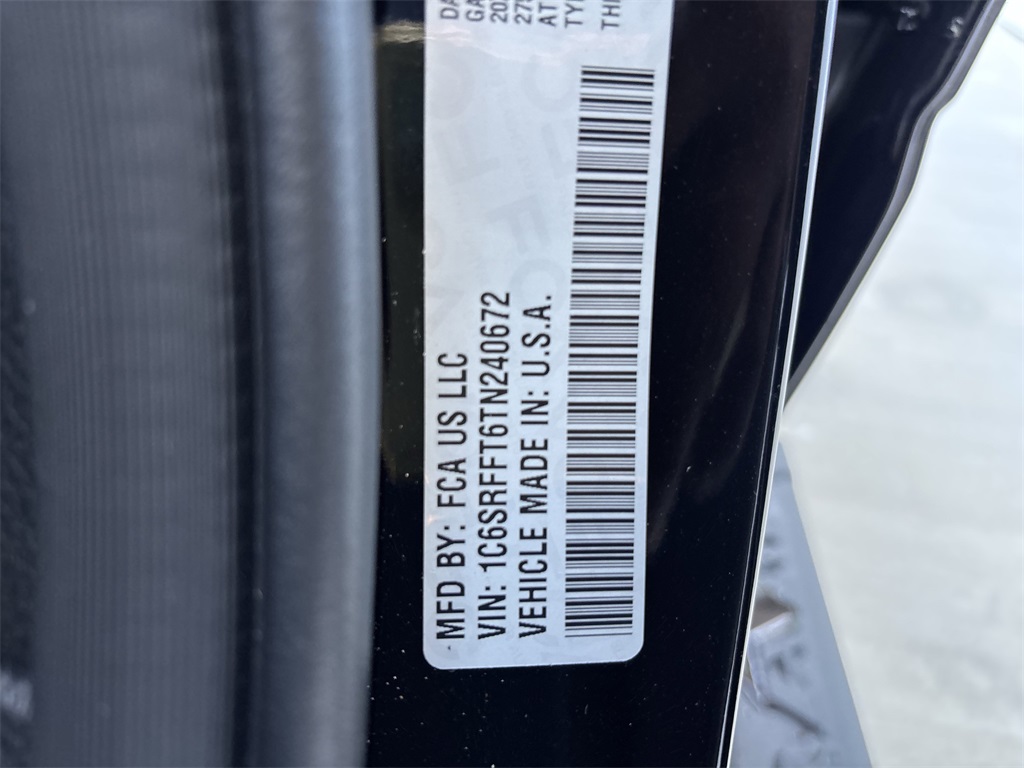 MFD BY: FCA US LLC
VIN: 1C6SRFFT6TN240672
VEHICLE MADE IN: U.S.A.